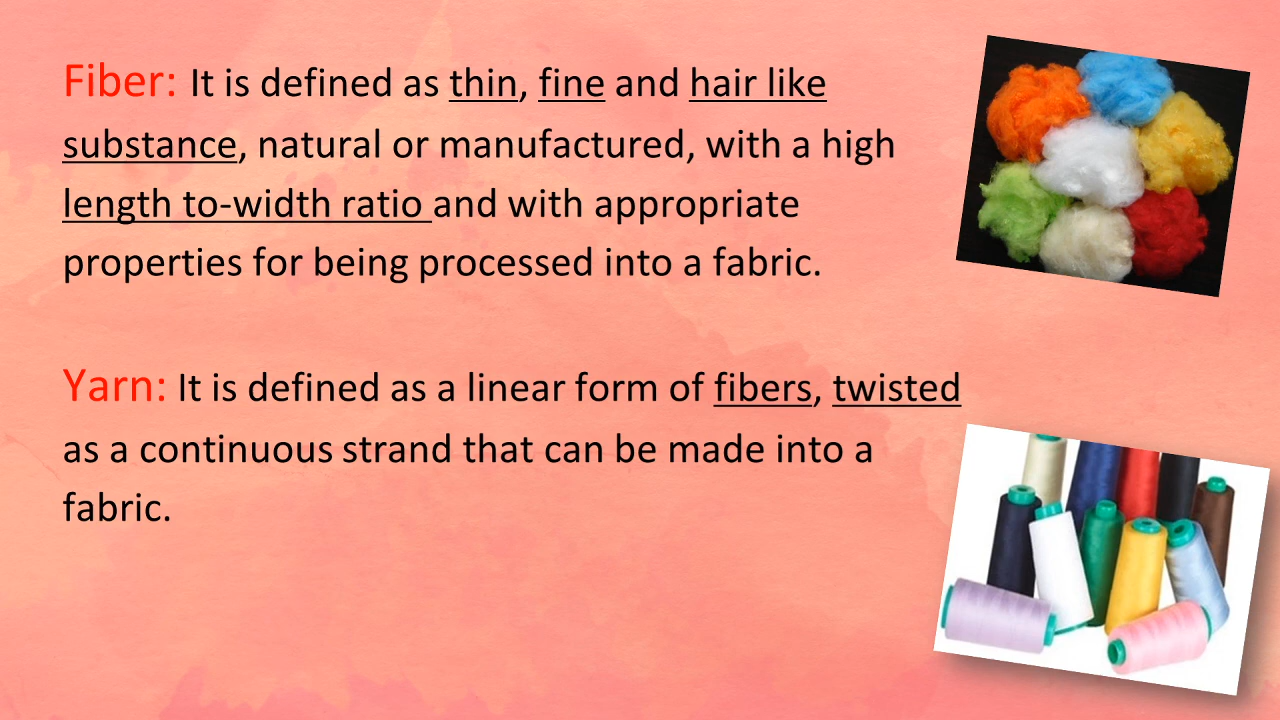 Fiber: It is defined as thin, fine and hair like
substance, natural or manufactured, with a high
length to-width ratio and with appropriate
properties for being processed into a fabric.
Yarn: It is defined as a linear form of fibers, twisted
as a continuous strand that can be made into a
fabric.